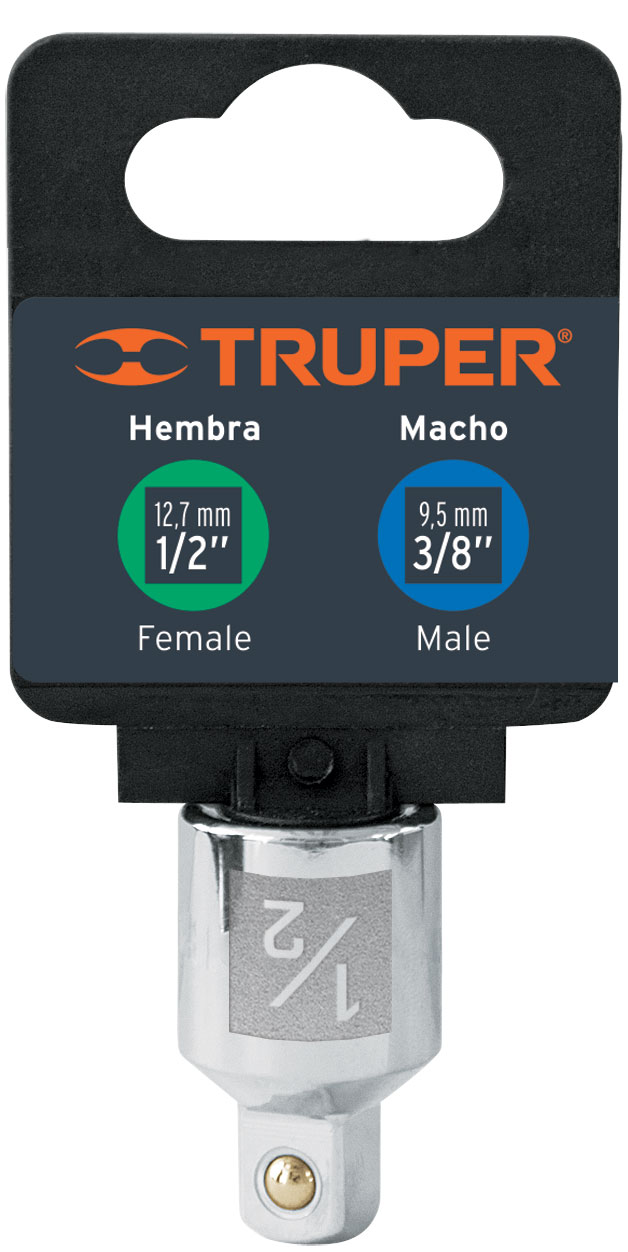 TRUPER®
Hembra Macho
12,7 mm 9,5 mm
1/2’’ 3/8’’
Female Male
1/2